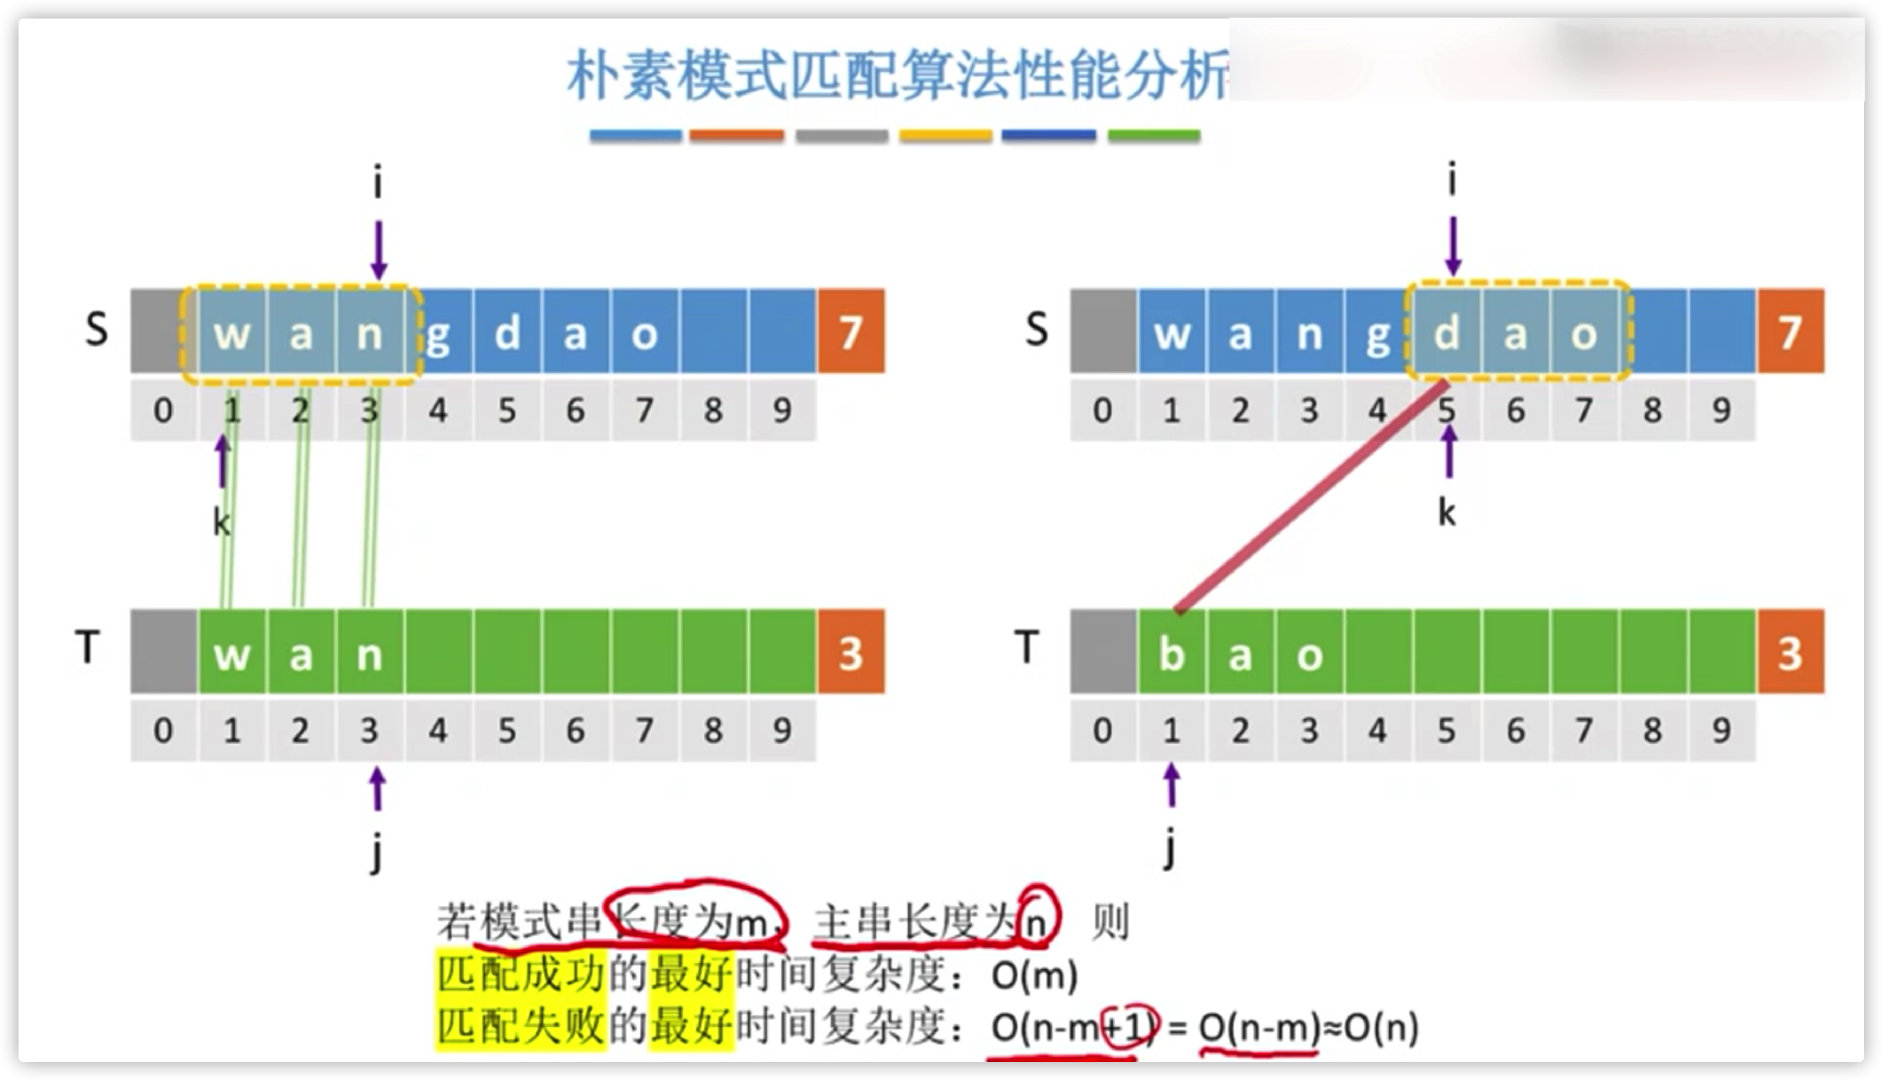 朴素模式匹配算法性能分析
i
i
S w a n g d a o 7
S w a n g d a o 7
0 1 2 3 4 5 6 7 8 9
0 1 2 3 4 5 6 7 8 9
k
k
T w a n 3
T b a o 3
0 1 2 3 4 5 6 7 8 9
0 1 2 3 4 5 6 7 8 9
j
j
若模式串长度为m，主串长度为n 则
匹配成功的最好时间复杂度：O(m)
匹配失败的最好时间复杂度：O(n-m+1) = O(n-m)≈O(n)